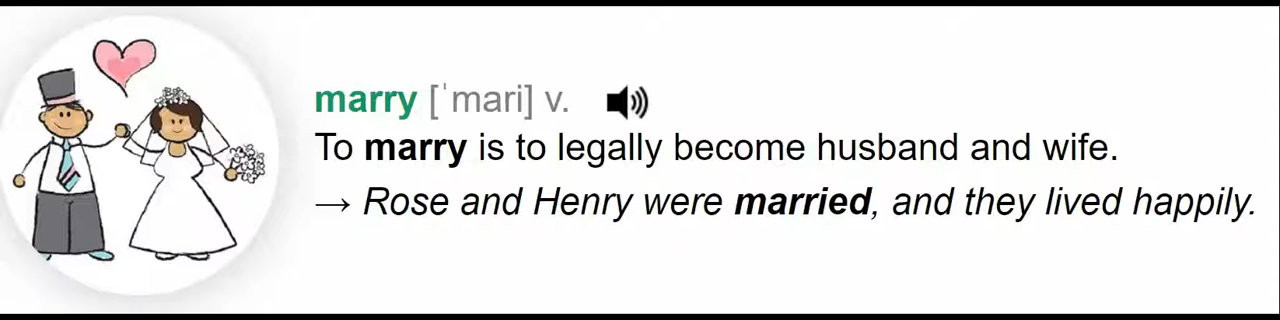 marry [ˈmari] v.
To marry is to legally become husband and wife.
→ Rose and Henry were married, and they lived happily.